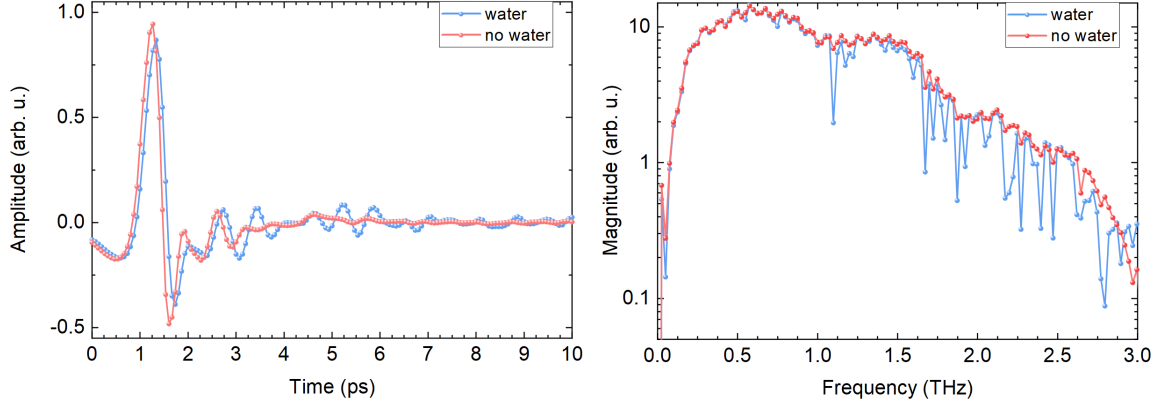 water
no water
1.0
0.5
0.0
-0.5
Amplitude (arb. u.)
0 1 2 3 4 5 6 7 8 9 10
Time (ps)
water
no water
10
1
0.1
Magnitude (arb. u.)
0.0 0.5 1.0 1.5 2.0 2.5 3.0
Frequency (THz)